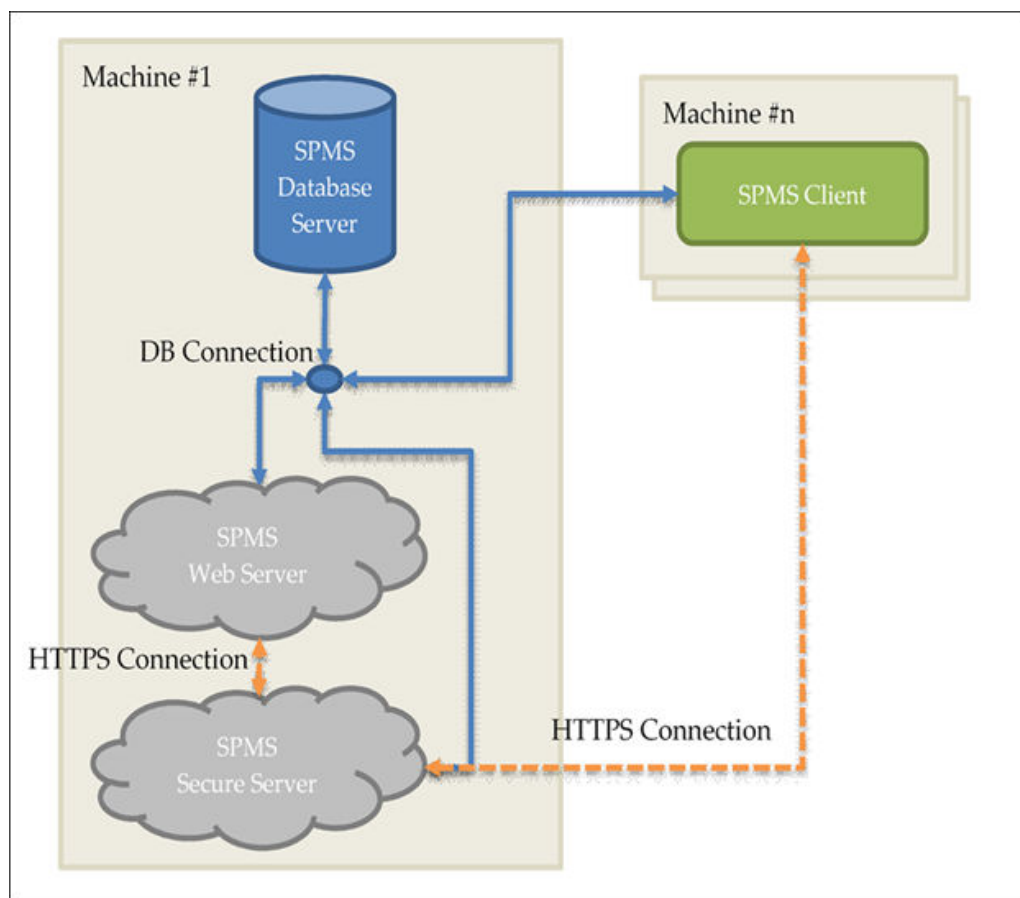 Machine #1
SPMS
Database
Server
Machine #n
SPMS Client
DB Connection
SPMS
Web Server
HTTPS Connection
SPMS
Secure Server
HTTPS Connection